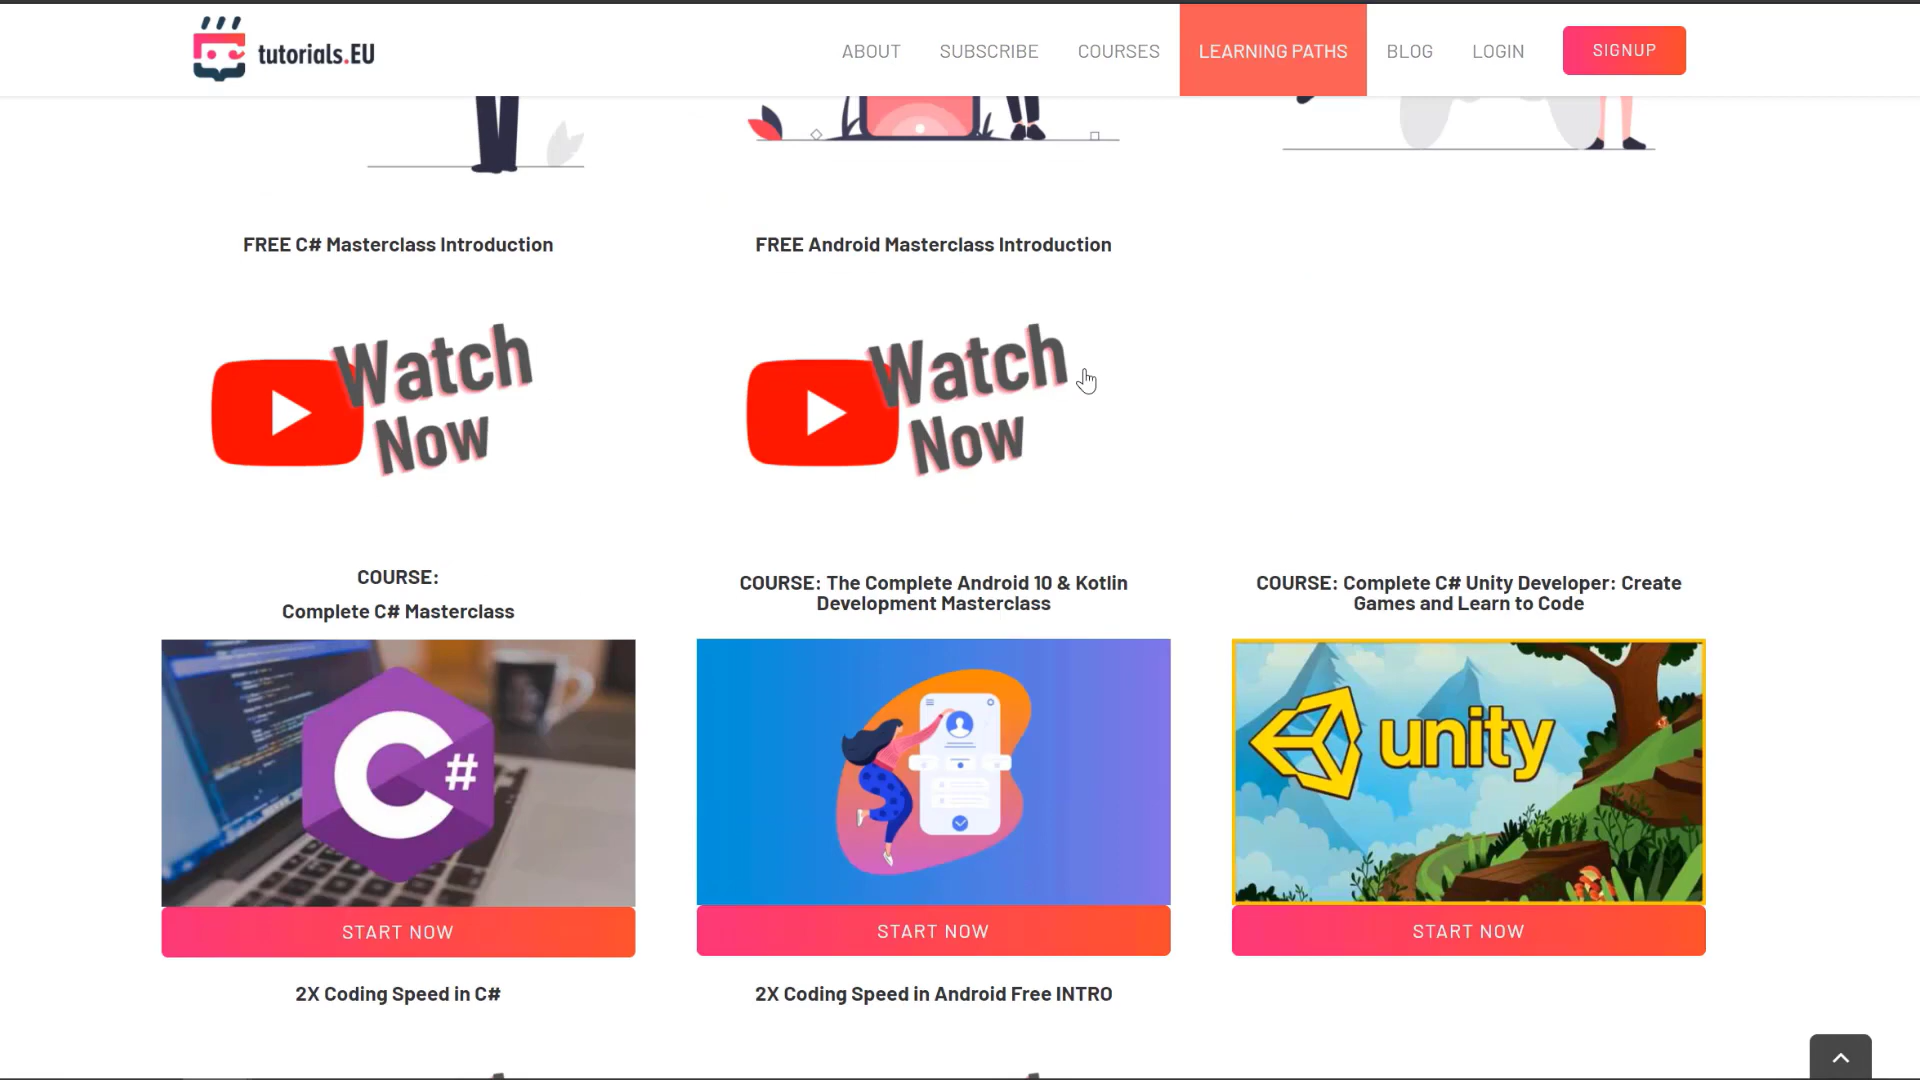 tutorials.EU
ABOUT
SUBSCRIBE
COURSES
LEARNING PATHS
BLOG
LOGIN
SIGNUP
FREE C# Masterclass Introduction
FREE Android Masterclass Introduction
Watch
Now
Watch
Now
COURSE:
Complete C# Masterclass
COURSE: The Complete Android 10 & Kotlin
Development Masterclass
COURSE: Complete C# Unity Developer: Create
Games and Learn to Code
C#
unity
START NOW
START NOW
START NOW
2X Coding Speed in C#
2X Coding Speed in Android Free INTRO